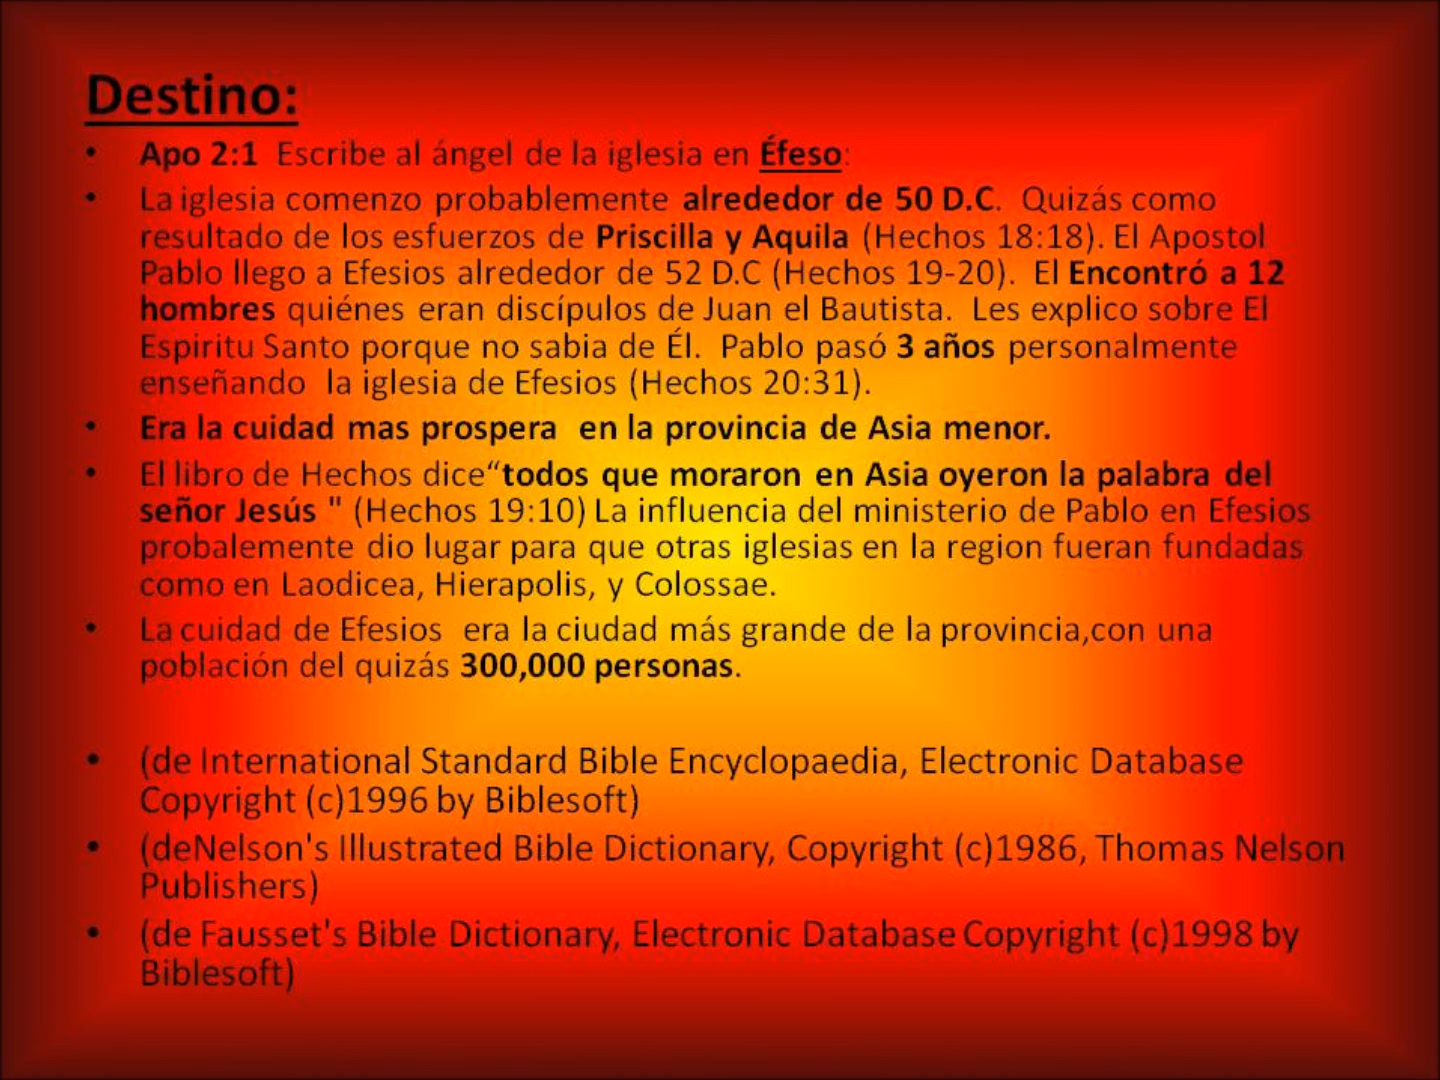 Destino:
• Apo 2:1 Escribe al ángel de la iglesia en Éfeso:
• La iglesia comenzo probablemente alrededor de 50 D.C. Quizás como
resultado de los esfuerzos de Priscilla y Aquila (Hechos 18:18). El Apostol
Pablo llego a Efesios alrededor de 52 D.C (Hechos 19-20). El Encontró a 12
hombres quiénes eran discípulos de Juan el Bautista. Les explico sobre El
Espiritu Santo porque no sabia de Él. Pablo pasó 3 años personalmente
enseñando la iglesia de Efesios (Hechos 20:31).
• Era la cuidad mas prospera en la provincia de Asia menor.
• El libro de Hechos dice“todos que moraron en Asia oyeron la palabra del
señor Jesús " (Hechos 19:10) La influencia del ministerio de Pablo en Efesios
probalemente dio lugar para que otras iglesias en la region fueran fundadas
como en Laodicea, Hierapolis, y Colossae.
• La cuidad de Efesios era la ciudad más grande de la provincia,con una
población del quizás 300,000 personas.
• (de International Standard Bible Encyclopaedia, Electronic Database
Copyright (c)1996 by Biblesoft)
• (deNelson's Illustrated Bible Dictionary, Copyright (c)1986, Thomas Nelson
Publishers)
• (de Fausset's Bible Dictionary, Electronic Database Copyright (c)1998 by
Biblesoft)